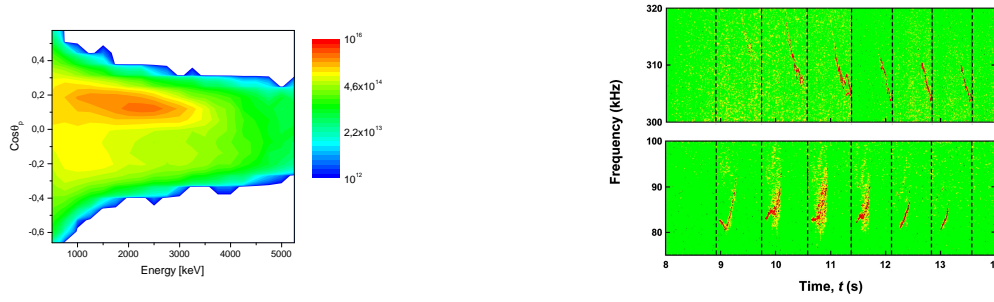 0,4
0,2
0,0
-0,2
-0,4
-0,6
Cosθp
1000 2000 3000 4000 5000
Energy [keV]
10^16
4,6x10^14
2,2x10^13
10^12
320
310
300
100
90
80
Frequency (kHz)
8 9 10 11 12 13 1
Time, t (s)